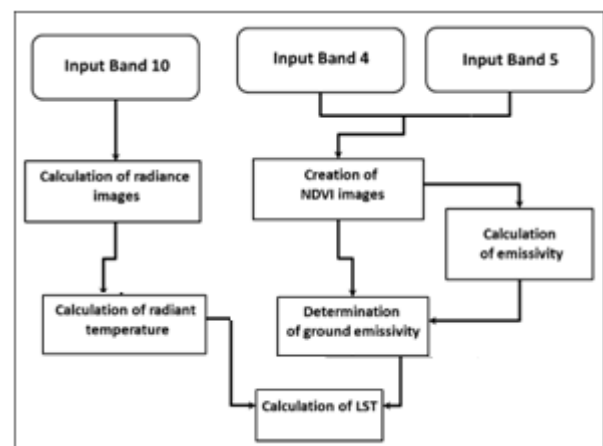 Input Band 10
Input Band 4
Input Band 5
Calculation of radiance
images
Creation of
NDVI images
Calculation
of emissivity
Calculation of radiant
temperature
Determination
of ground emissivity
Calculation of LST